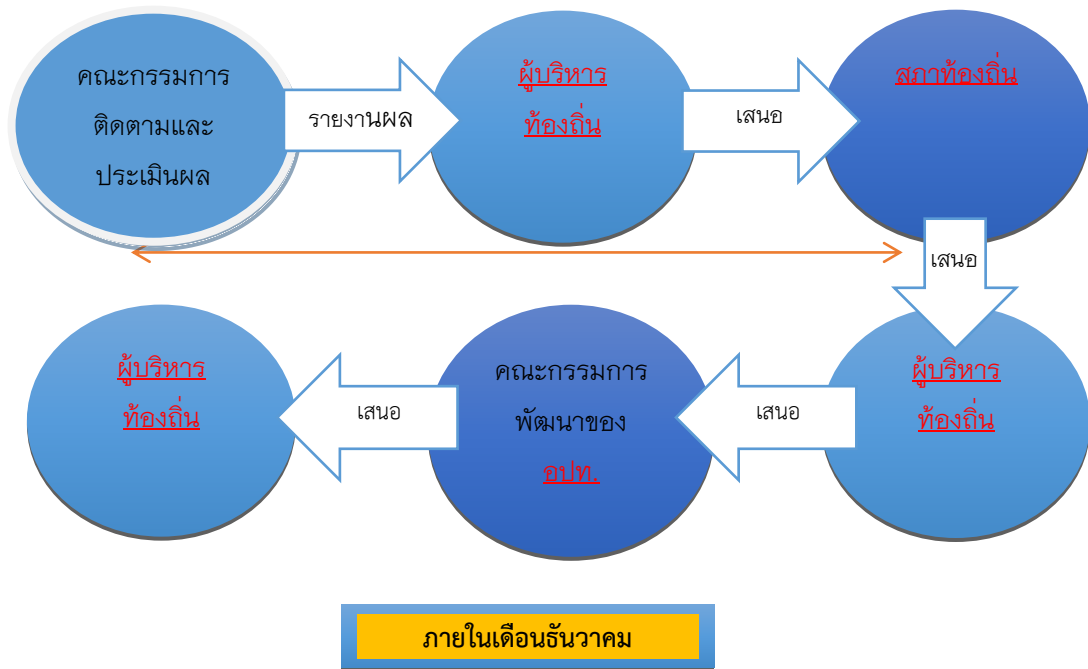 คณะกรรมการ
ติดตามและ
ประเมินผล
รายงานผล
ผู้บริหาร
ท้องถิ่น
เสนอ
สภาท้องถิ่น
เสนอ
ผู้บริหาร
ท้องถิ่น
เสนอ
คณะกรรมการ
พัฒนาของ
อปท.
เสนอ
ผู้บริหาร
ท้องถิ่น
ภายในเดือนธันวาคม